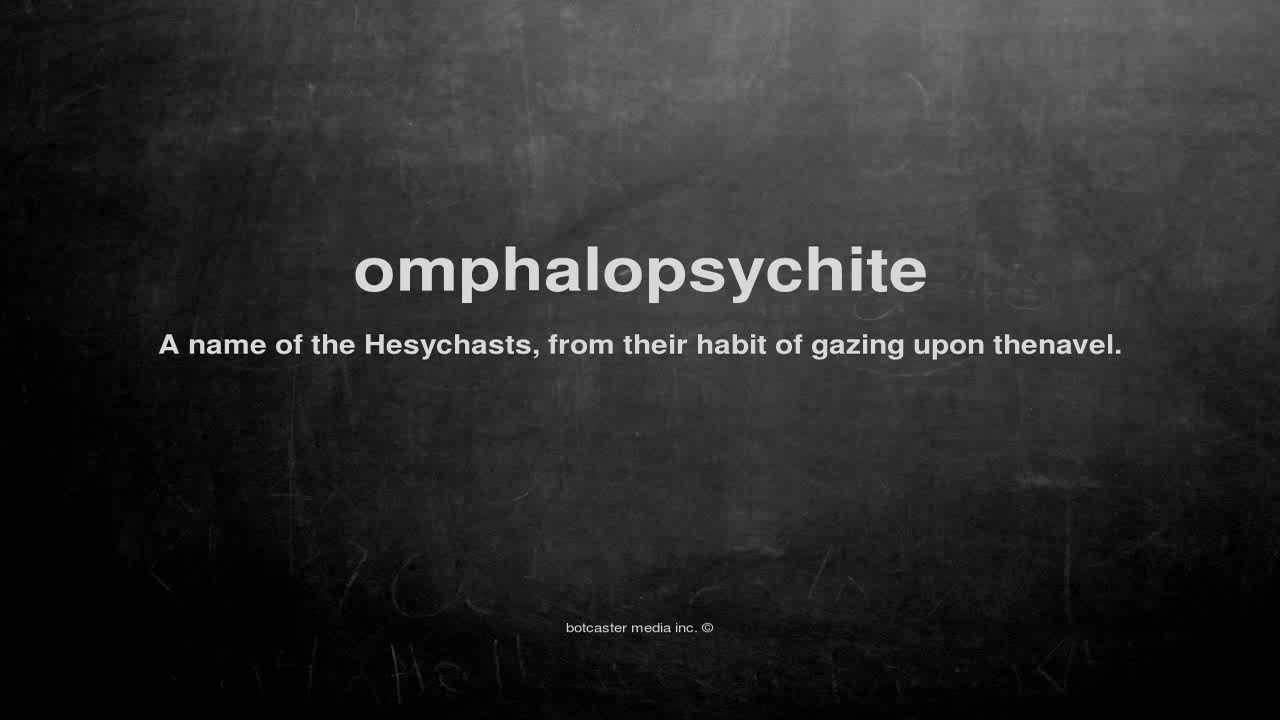 omphalopsychite
A name of the Hesychasts, from their habit of gazing upon thenavel.
botcaster media inc. ©